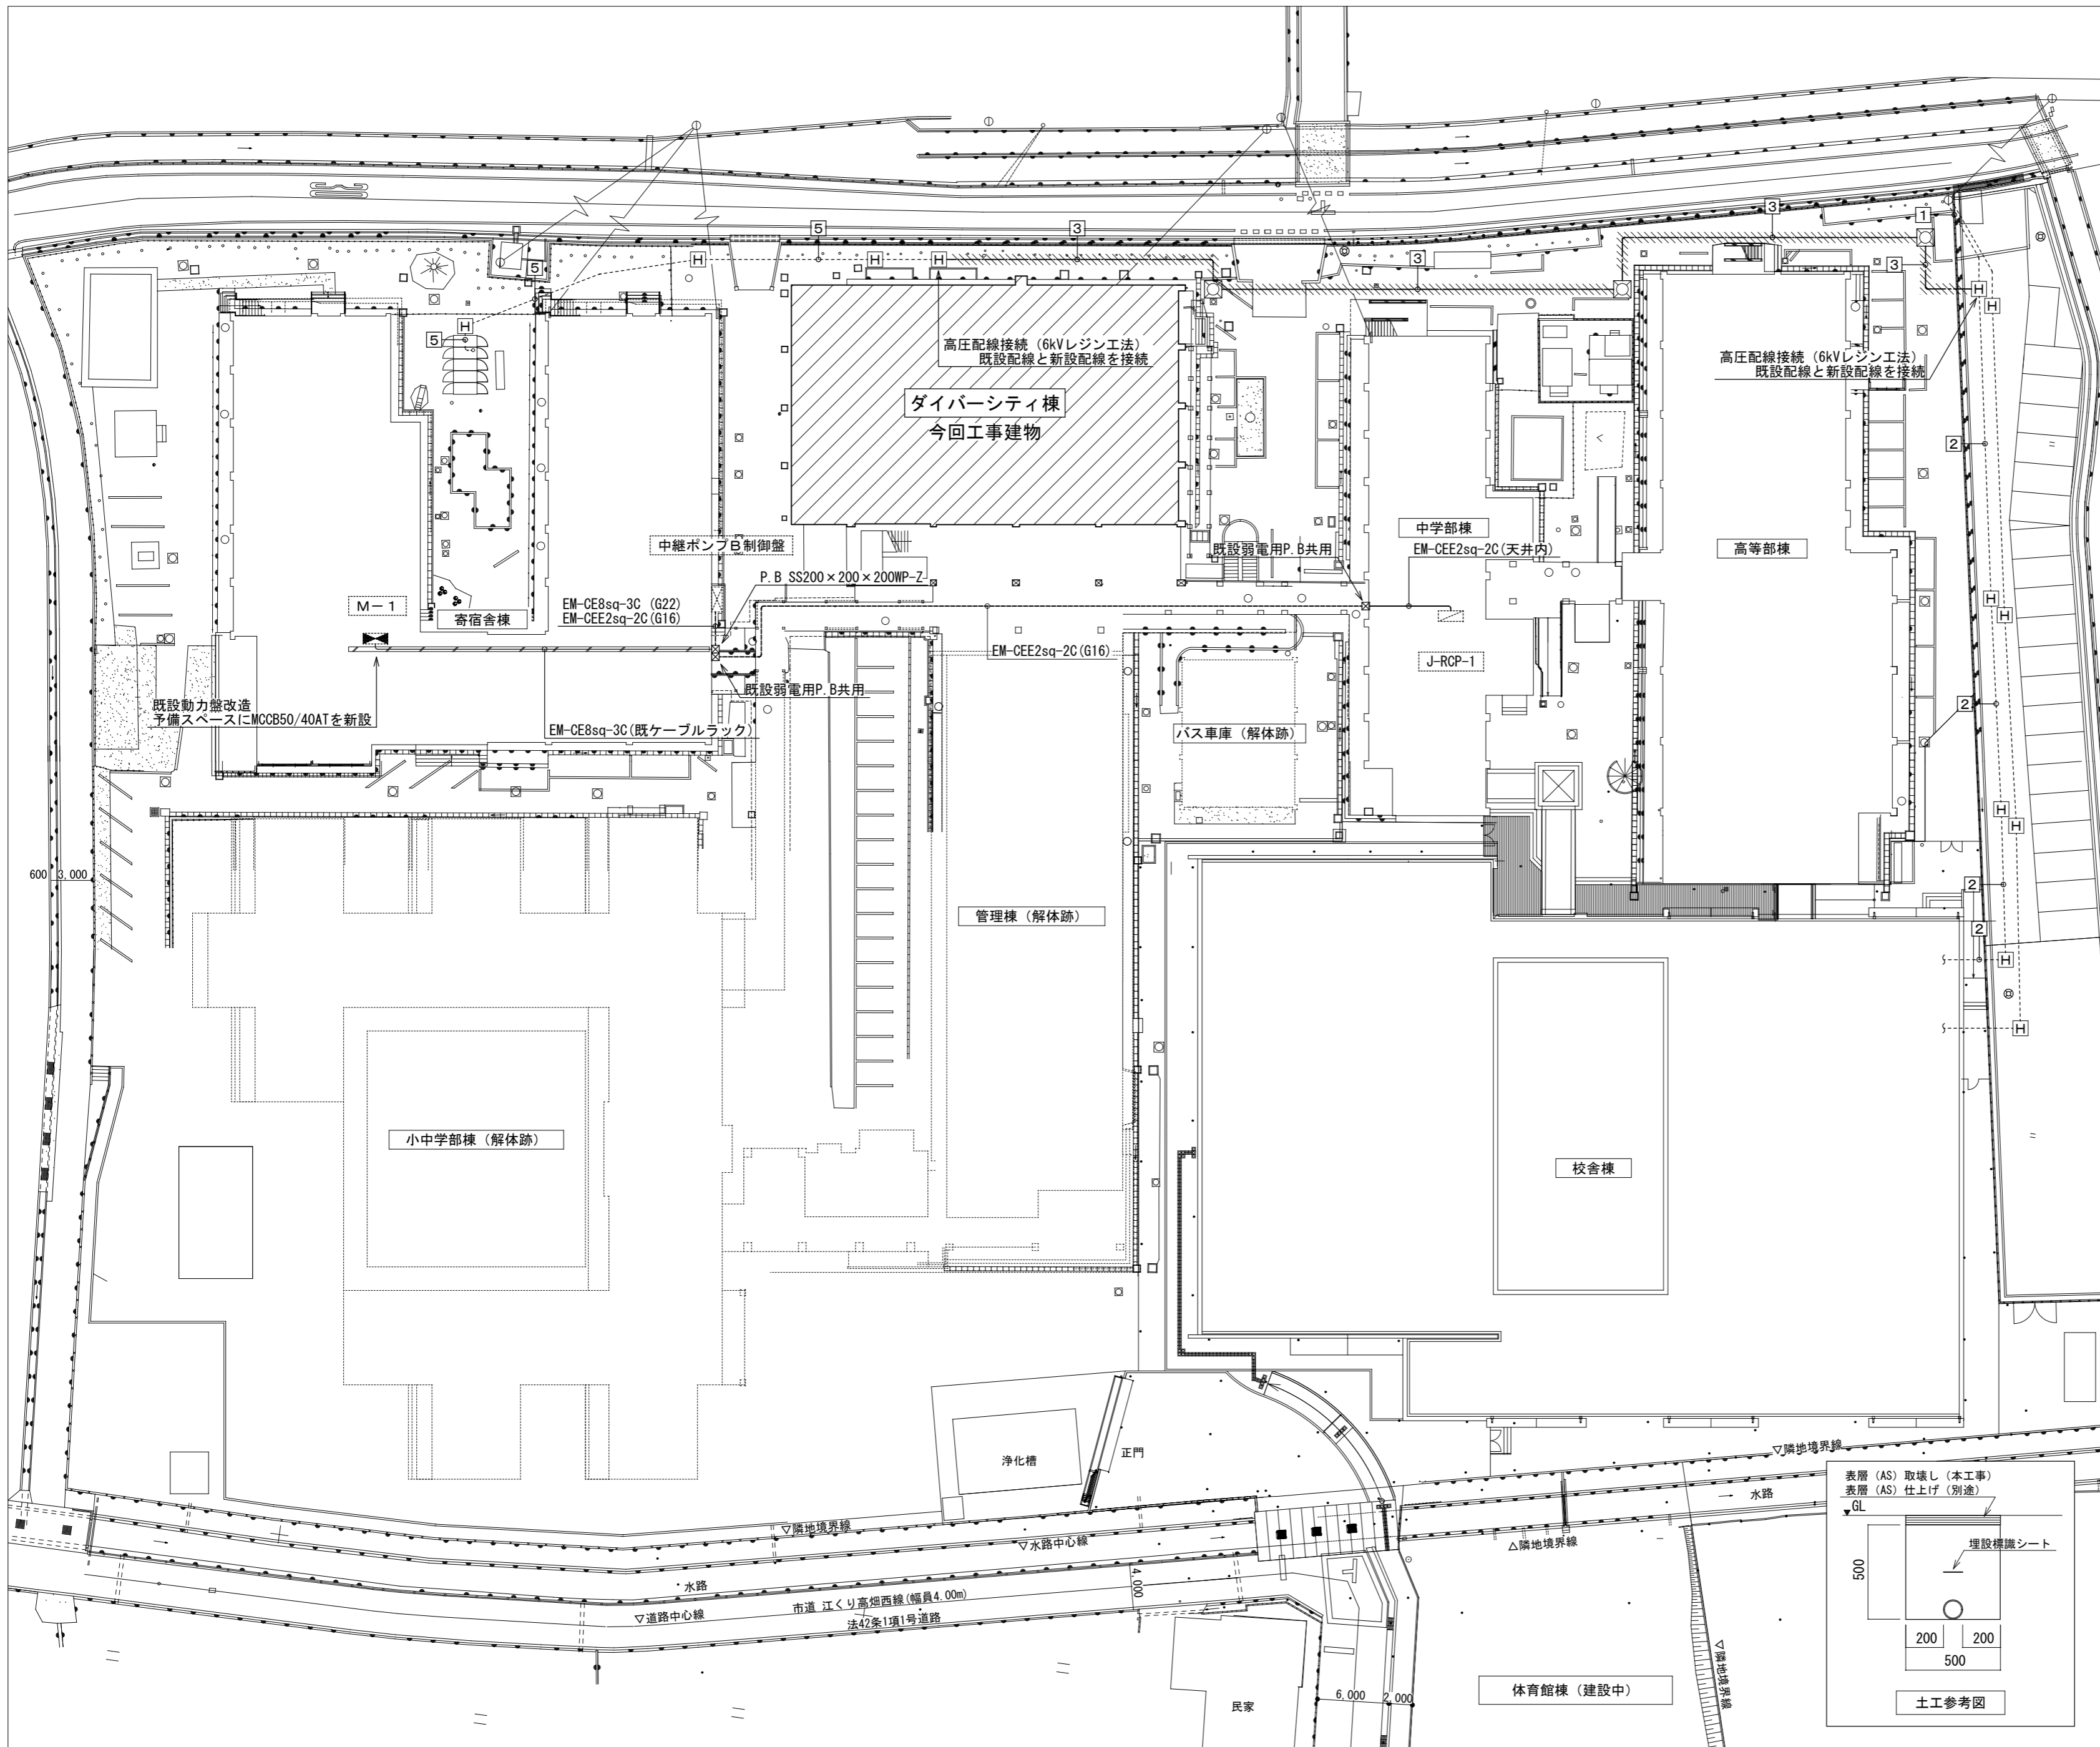 3
1
5
3
5
3
3
H
H
H
H
H
H
5
高圧配線接続（6kVレジン工法）
既設配線と新設配線を接続
高圧配線接続（6kVレジン工法）
既設配線と新設配線を接続
ダイバーシティ棟
今回工事建物
2
中学部棟
高等部棟
中継ポンプB制御盤
既設弱電用P.B共用
EM-CEE2sq-2C(天井内)
P.B SS200×200×200WP-Z
M－1
EM-CE8sq-3C (G22)
EM-CEE2sq-2C(G16)
寄宿舎棟
H
H
EM-CEE2sq-2C(G16)
J-RCP-1
既設弱電用P.B共用
既設動力盤改造
予備スペースにMCCB50/40ATを新設
EM-CE8sq-3C(既ケーブルラック)
バス車庫（解体跡）
2
H
H
600
3,000
2
管理棟（解体跡）
2
H
H
小中学部棟（解体跡）
校舎棟
浄化槽
正門
▽隣地境界線
水路
▽隣地境界線
▽水路中心線
△隣地境界線
水路
▽道路中心線
市道 江くり高畑西線(幅員4.00m)
法42条1項1号道路
4,000
民家
6,000
2,000
体育館棟（建設中）
▽隣地境界線
表層（AS）取壊し（本工事）
表層（AS）仕上げ（別途）
GL
埋設標識シート
500
200
200
500
土工参考図